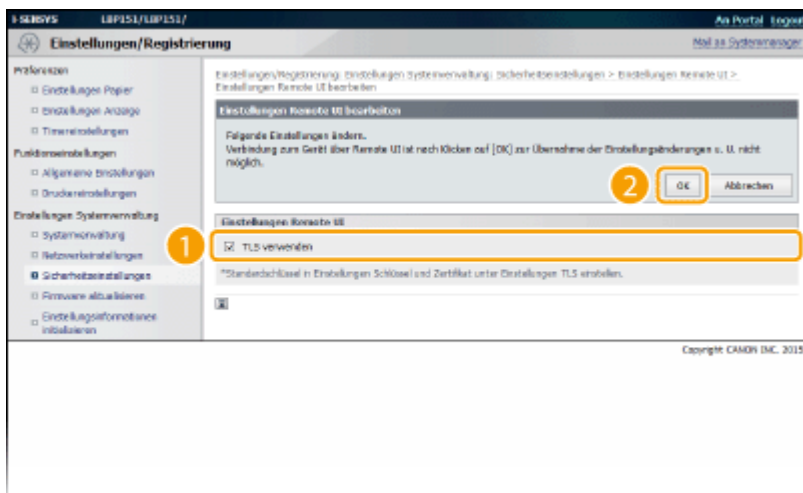 i-SENSYS LBP151/LBP151/ An Portal Logout
Einstellungen/Registrierung Mail an Systemmanager
Präferenzen
Einstellungen Papier
Einstellungen Anzeige
Timereinstellungen
Funktionseinstellungen
Allgemeine Einstellungen
Druckereinstellungen
Einstellungen Systemverwaltung
Systemverwaltung
Netzwerkeinstellungen
Sicherheitseinstellungen
Firmware aktualisieren
Einstellungsinformationen
initialisieren
Einstellungen/Registrierung: Einstellungen Systemverwaltung: Sicherheitseinstellungen > Einstellungen Remote UI >
Einstellungen Remote UI bearbeiten
Einstellungen Remote UI bearbeiten
Folgende Einstellungen ändern.
Verbindung zum Gerät über Remote UI ist nach Klicken auf [OK] zur Übernahme der Einstellungsänderungen u. U. nicht
möglich.
2 OK Abbrechen
Einstellungen Remote UI
1 TLS verwenden
*Standardschlüssel in Einstellungen Schlüssel und Zertifikat unter Einstellungen TLS einstellen.
Copyright CANON INC. 2015